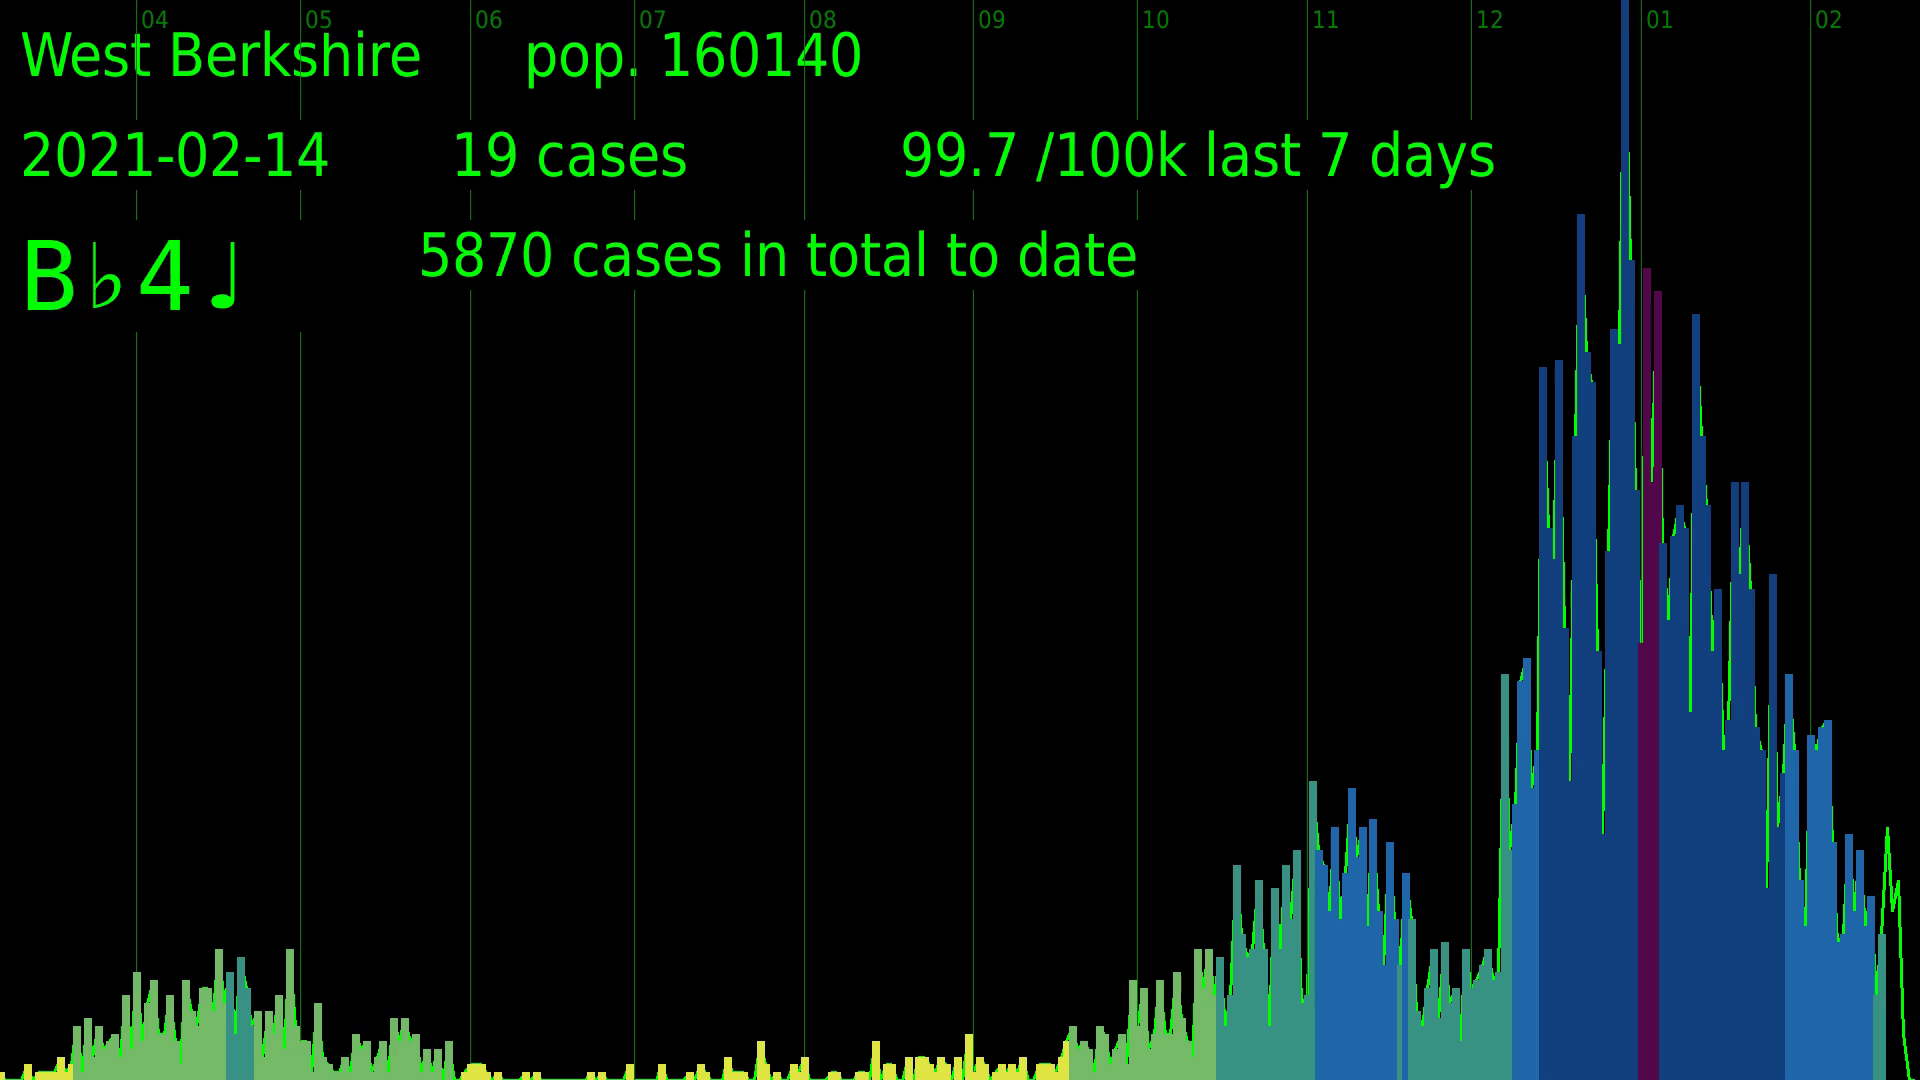 04 05 06 07 08 09 10 11 12 01 02
West Berkshire pop. 160140
2021-02-14 19 cases 99.7 /100k last 7 days
B♭4♩ 5870 cases in total to date